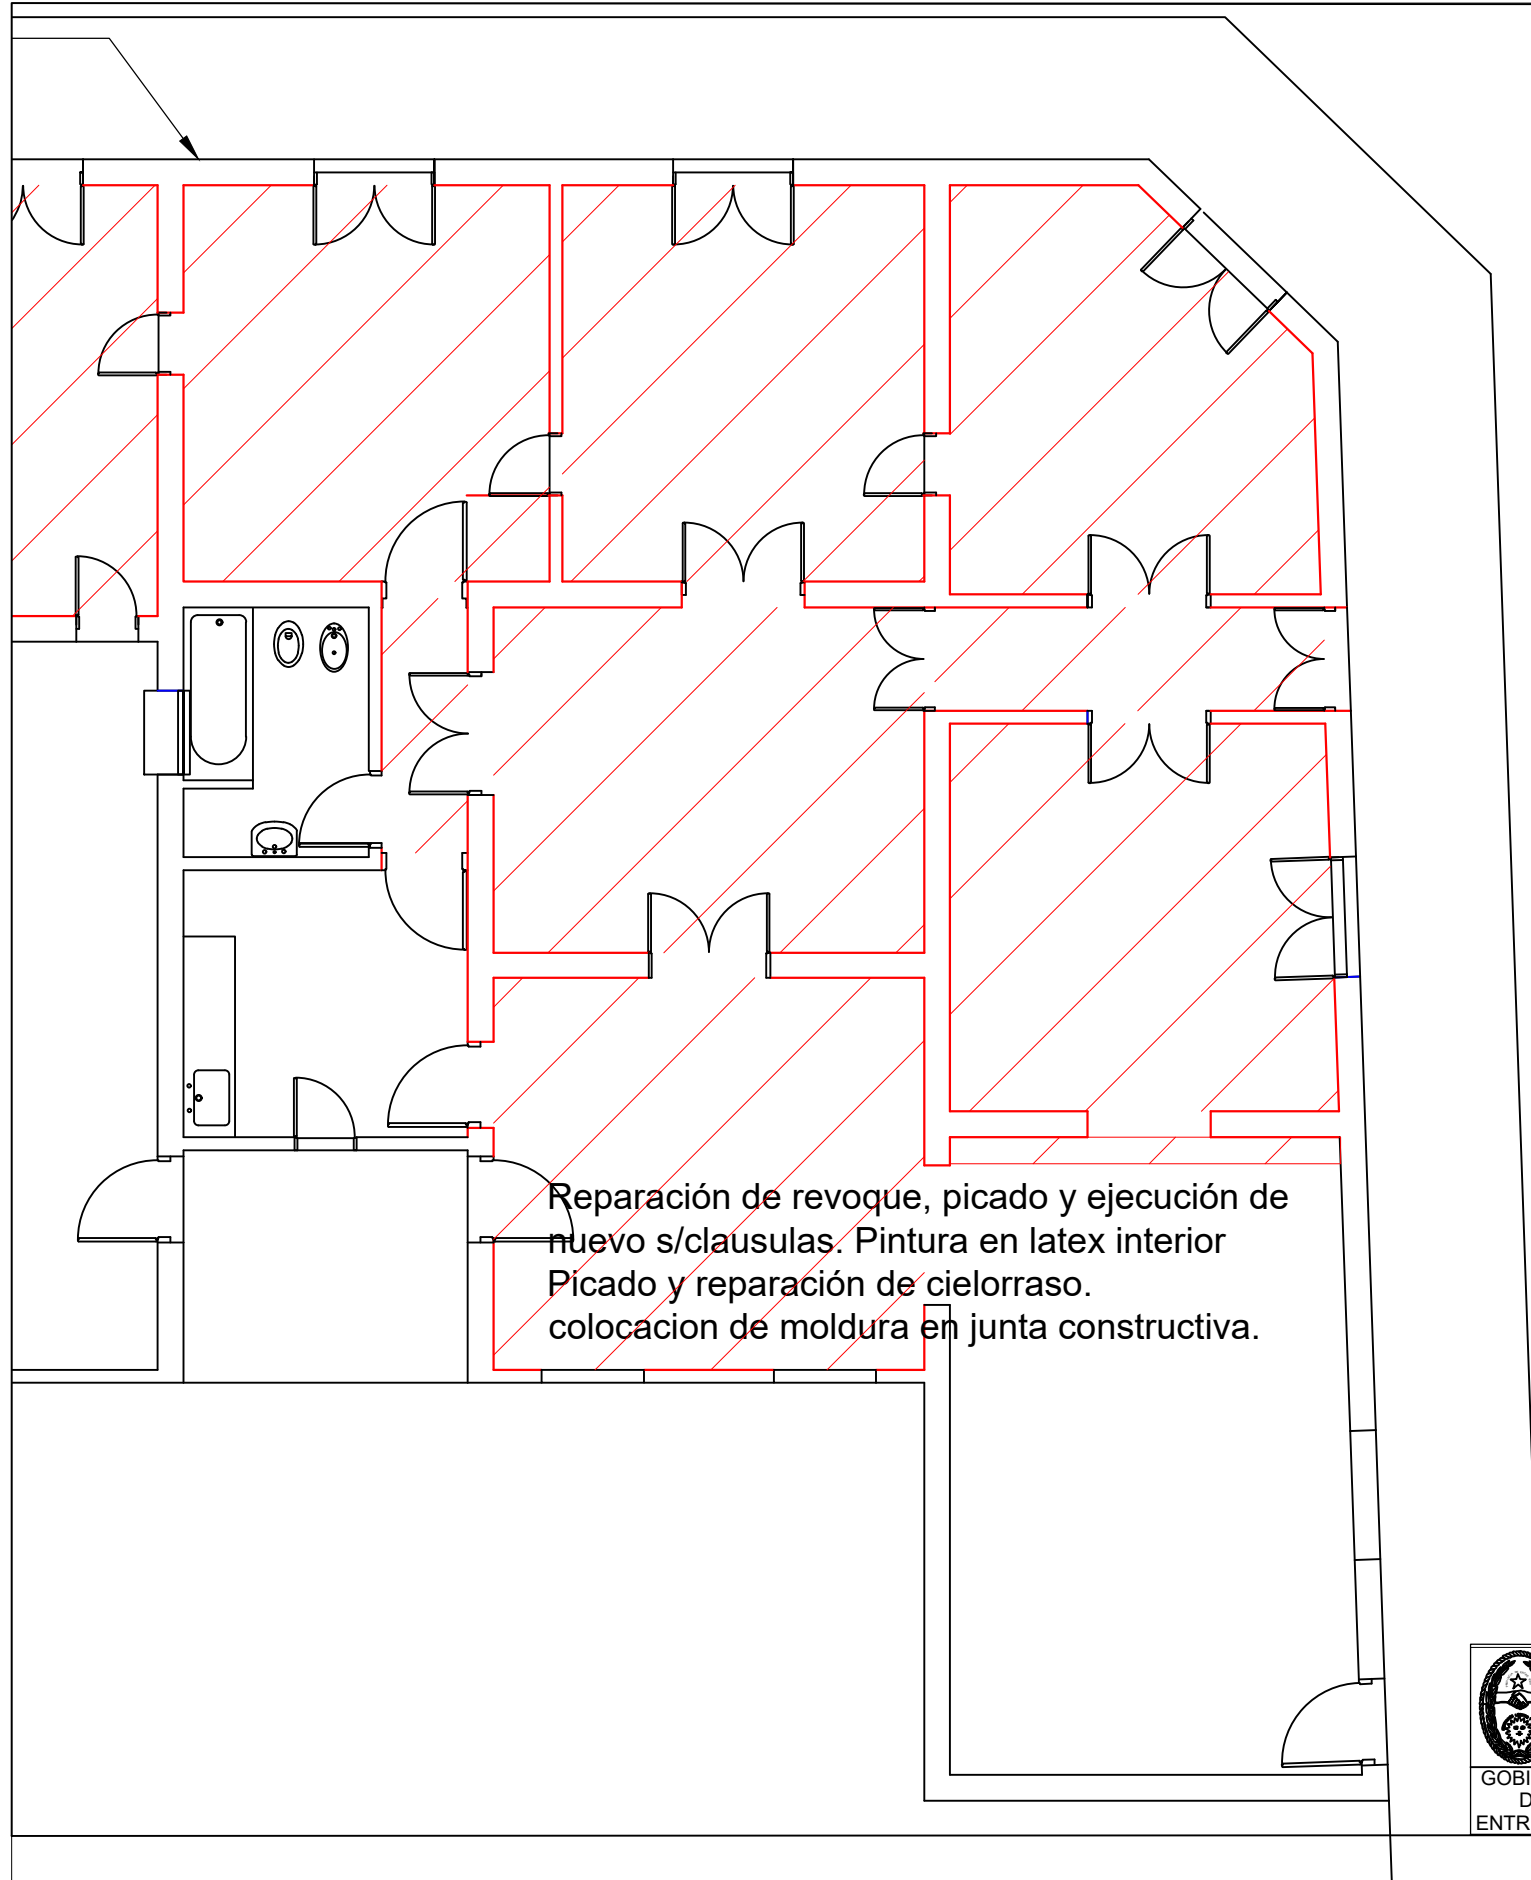 Reparación de revoque, picado y ejecución de
nuevo s/clausulas. Pintura en latex interior
Picado y reparación de cielorraso.
colocacion de moldura en junta constructiva.
GOBI
D
ENTR